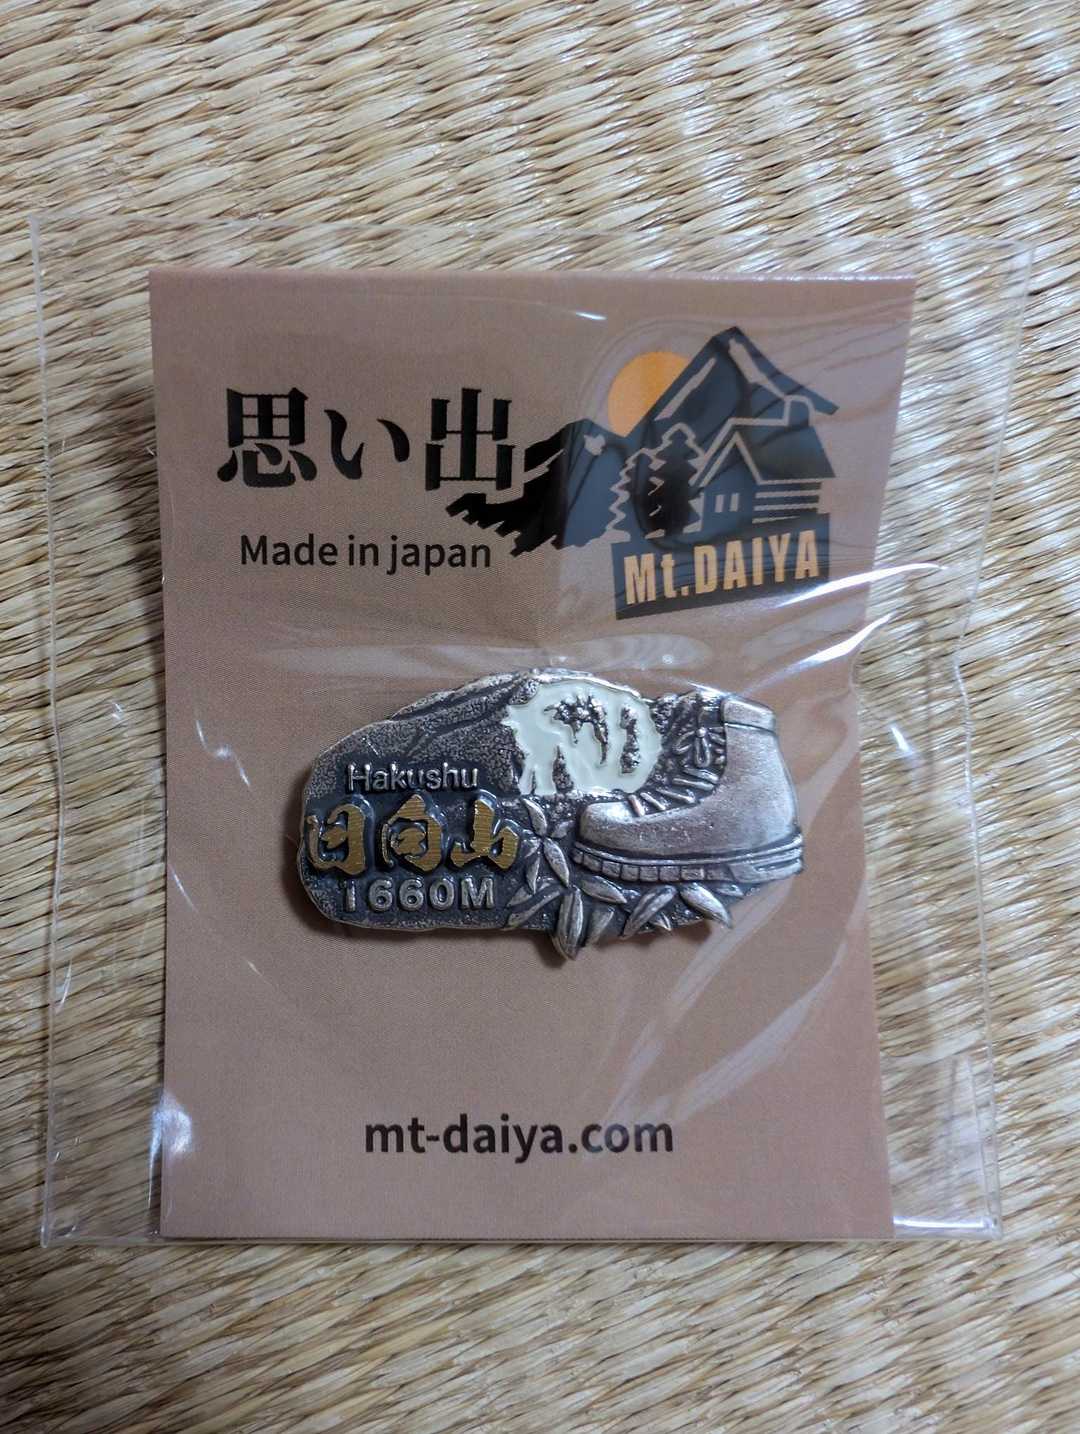 思い出
Made in japan
Mt.DAIYA
Hakushu
日向山
1660M
mt-daiya.com